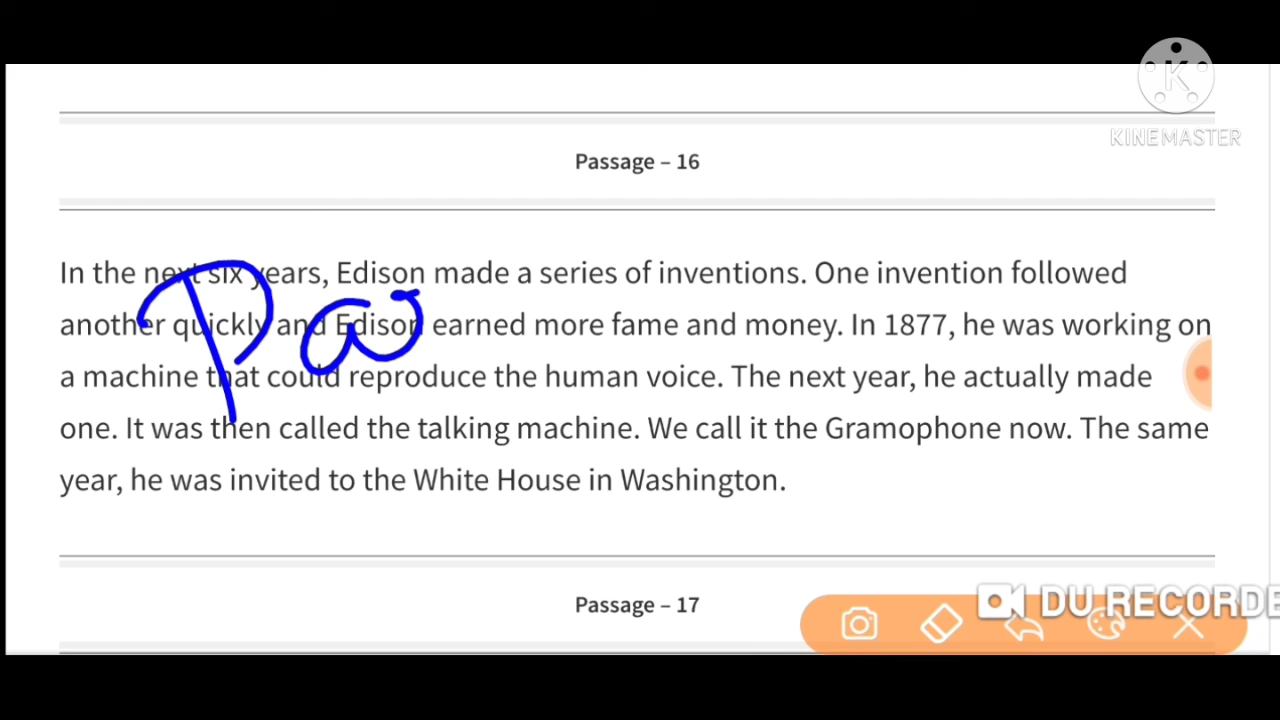 KINEMASTER
Passage – 16
In the next six years, Edison made a series of inventions. One invention followed
another quickly and Edison earned more fame and money. In 1877, he was working on
a machine that could reproduce the human voice. The next year, he actually made
one. It was then called the talking machine. We call it the Gramophone now. The same
year, he was invited to the White House in Washington.
Pa
Passage – 17
DU RECORDE